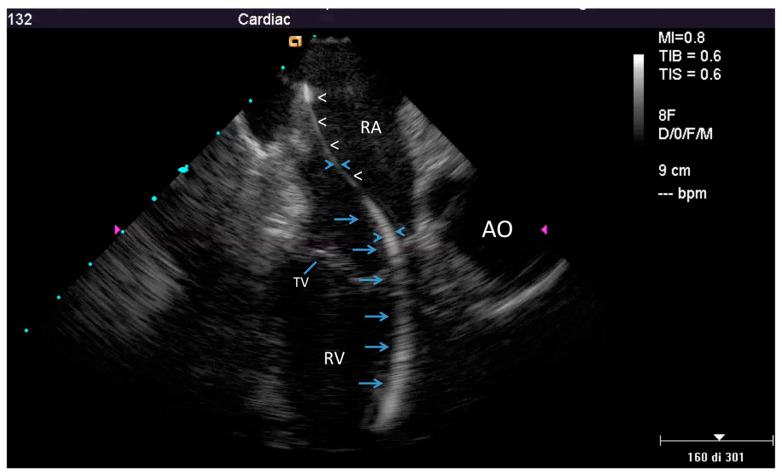 132 Cardiac
MI=0.8
TIB = 0.6
TIS = 0.6
8F
D/0/F/M
9 cm
--- bpm
RA
AO
TV
RV
160 di 301